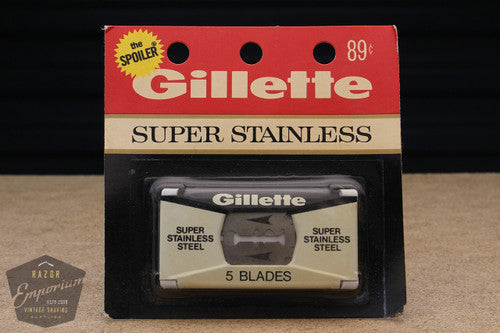 the
SPOILER®
89¢
Gillette
SUPER STAINLESS
Gillette
SUPER
STAINLESS
STEEL
SUPER
STAINLESS
STEEL
5 BLADES
RAZOR
Emporium
VINTAGE SHAVING
SUPPLIES